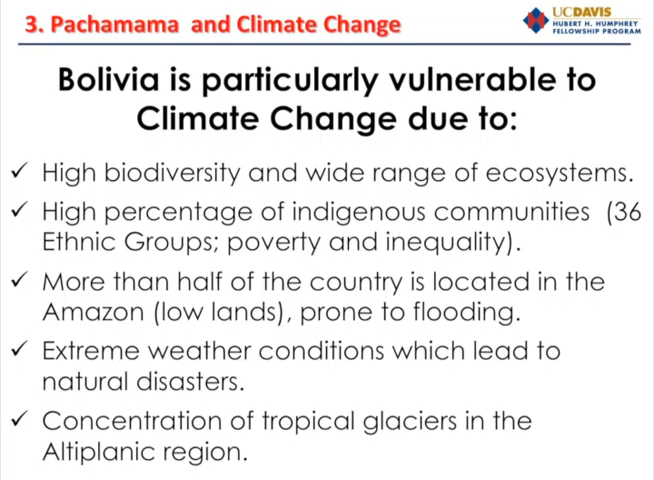 3. Pachamama and Climate Change
UCDAVIS
HUBERT H. HUMPHREY
FELLOWSHIP PROGRAM
Bolivia is particularly vulnerable to
Climate Change due to:
✓ High biodiversity and wide range of ecosystems.
✓ High percentage of indigenous communities (36
Ethnic Groups; poverty and inequality).
✓ More than half of the country is located in the
Amazon (low lands), prone to flooding.
✓ Extreme weather conditions which lead to
natural disasters.
✓ Concentration of tropical glaciers in the
Altiplanic region.